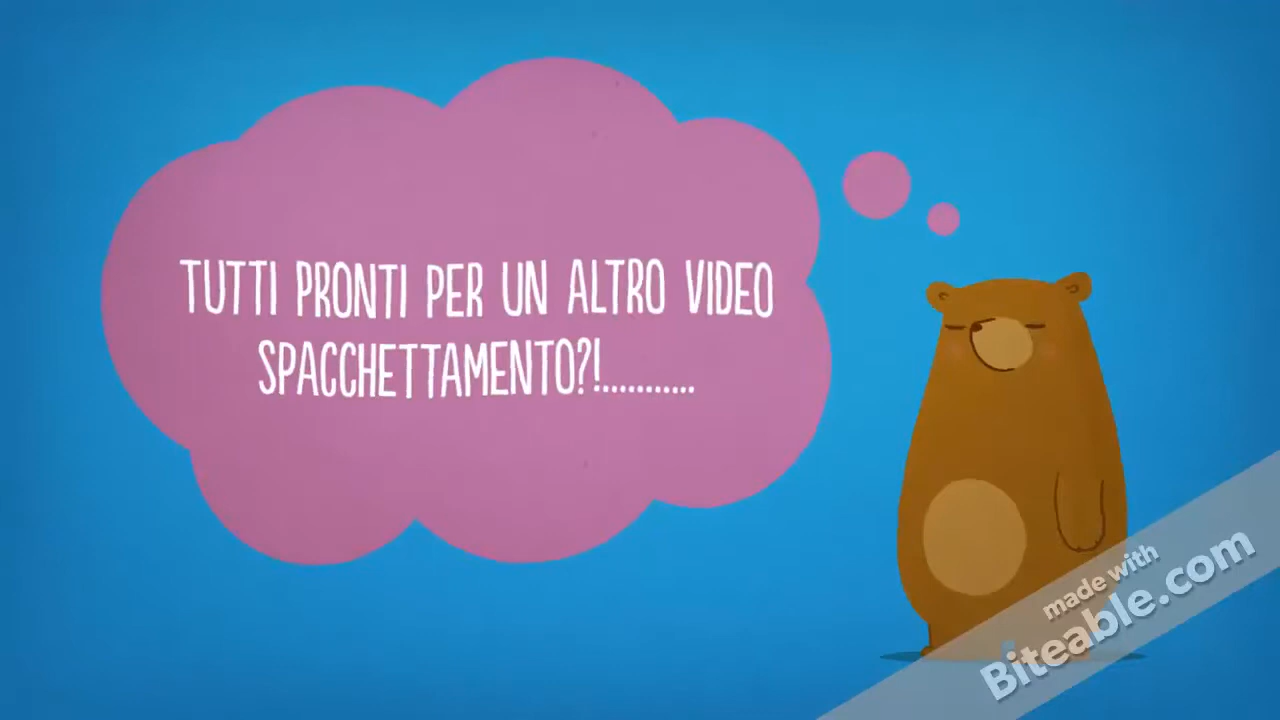 TUTTI PRONTI PER UN ALTRO VIDEO
SPACCHETTAMENTO?!...........
made with
Biteable.com